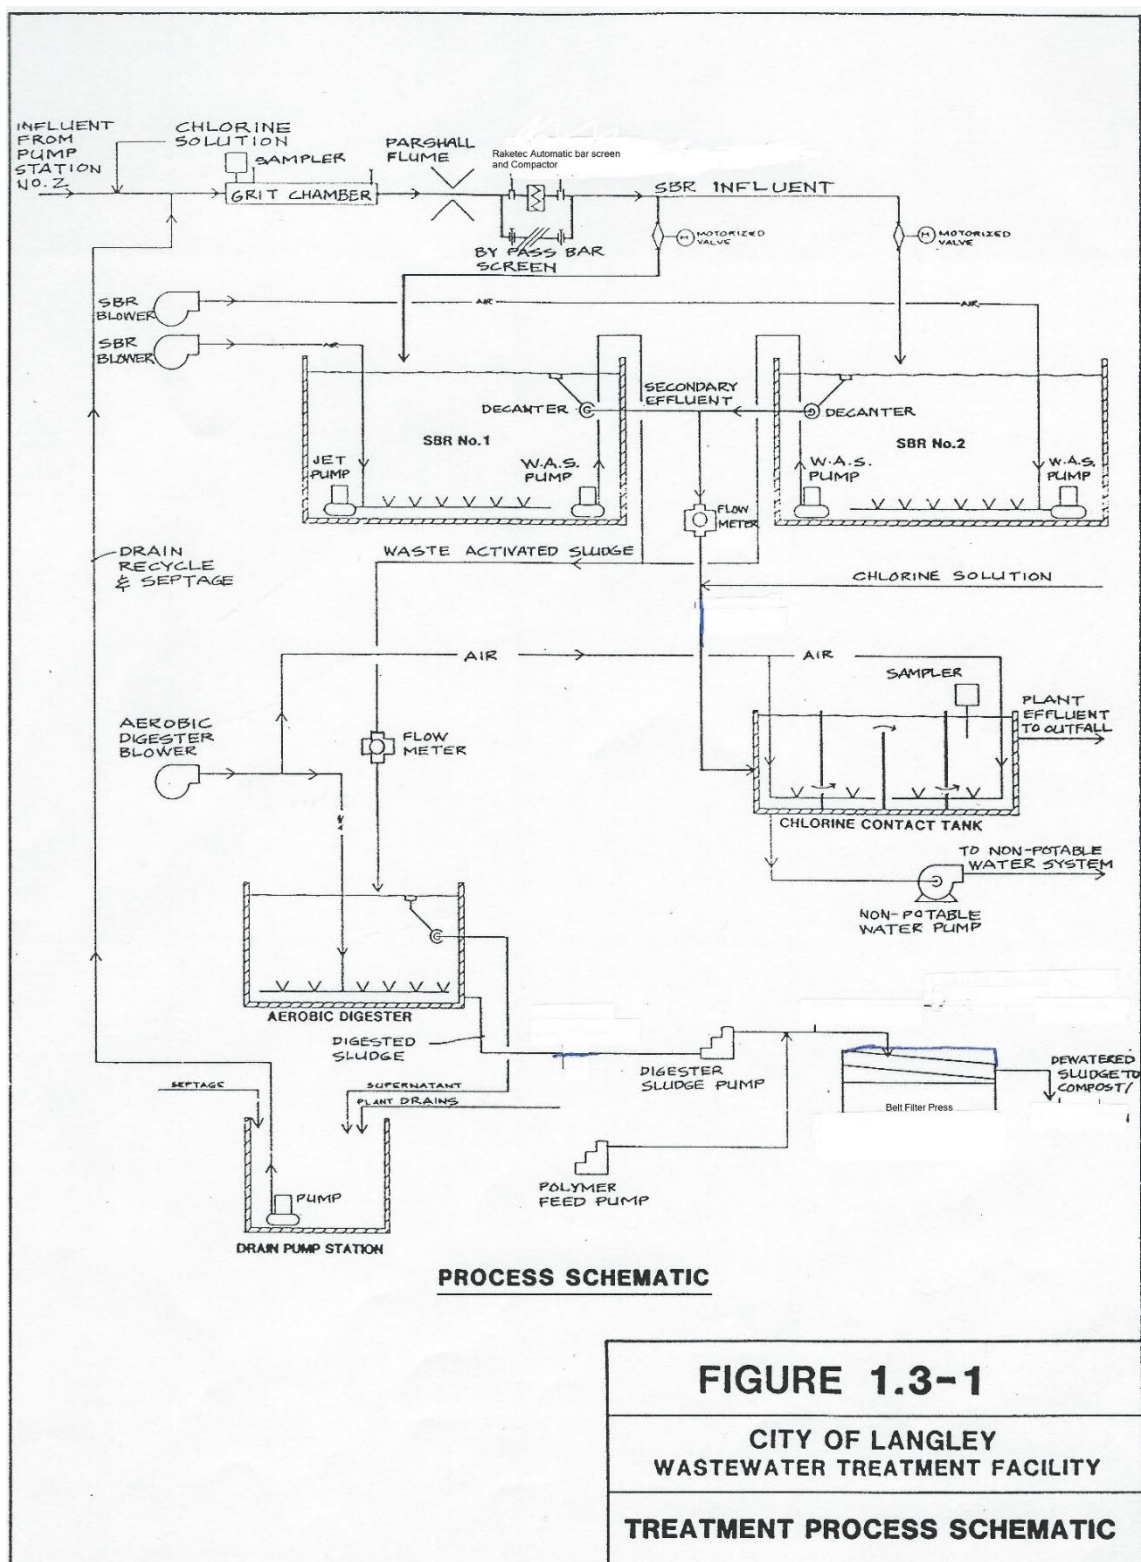 INFLUENT
FROM
PUMP
STATION
NO. 2
CHLORINE
SOLUTION
SAMPLER
GRIT CHAMBER
PARSHALL
FLUME
Raketec Automatic bar screen
and Compactor
BY PASS BAR
SCREEN
SBR INFLUENT
M MOTORIZED
VALVE
M MOTORIZED
VALVE
SBR
BLOWER
AIR
AIR
SBR
BLOWER
AIR
SECONDARY
EFFLUENT
DECANTER
DECANTER
SBR No.1
SBR No.2
JET
PUMP
W.A.S.
PUMP
W.A.S.
PUMP
W.A.S.
PUMP
FLOW
METER
DRAIN
RECYCLE
& SEPTAGE
WASTE ACTIVATED SLUDGE
CHLORINE SOLUTION
AIR
AIR
SAMPLER
PLANT
EFFLUENT
TO OUTFALL
AEROBIC
DIGESTER
BLOWER
FLOW
METER
CHLORINE CONTACT TANK
TO NON-POTABLE
WATER SYSTEM
NON-POTABLE
WATER PUMP
AEROBIC DIGESTER
DIGESTED
SLUDGE
DIGESTER
SLUDGE PUMP
DEWATERED
SLUDGE TO
COMPOST/
Belt Filter Press
SEPTAGE
SUPERNATANT
PLANT DRAINS
POLYMER
FEED PUMP
PUMP
DRAIN PUMP STATION
PROCESS SCHEMATIC
FIGURE 1.3-1
CITY OF LANGLEY
WASTEWATER TREATMENT FACILITY
TREATMENT PROCESS SCHEMATIC